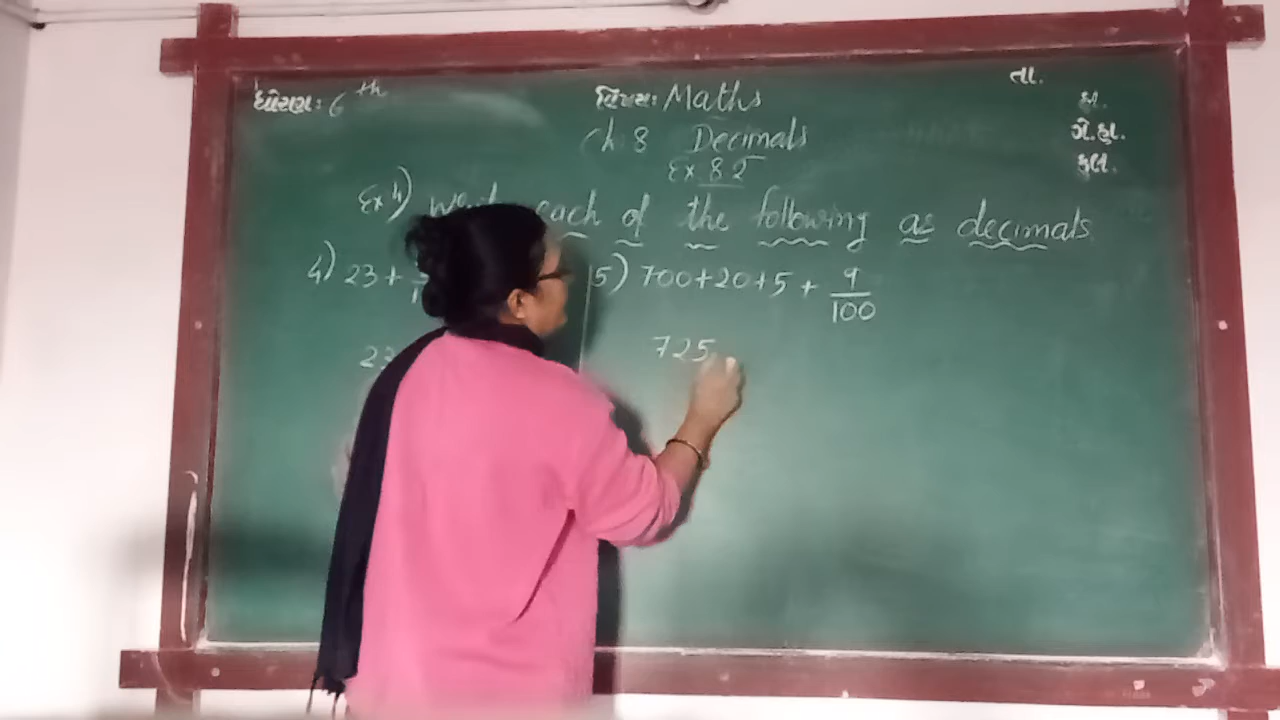 ધોરણ: 6th વિષય: Maths તા.
Ch 8 Decimals હા.
Ex 8.2 ગે.હા.
કુલ.
Ex 4) each of the following as decimals
4) 23 + 5) 700+20+5 + 9/100
23 725